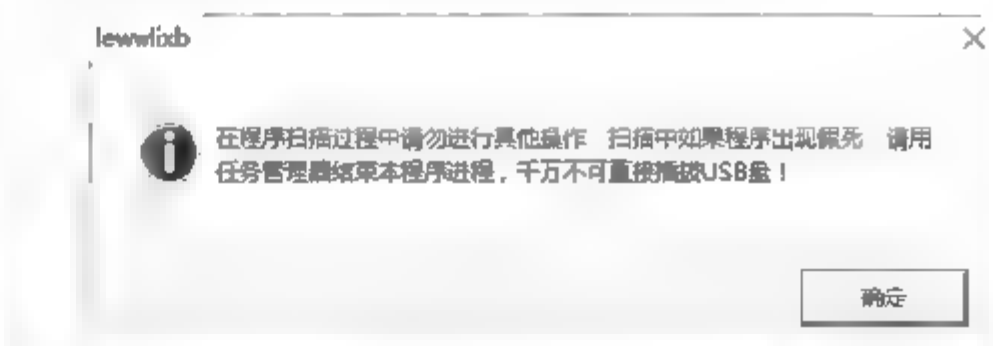 lewwlixb
在程序扫描过程中请勿进行其他操作 扫描中如果程序出现假死 请用
任务管理器结束本程序进程，千万不可直接插拔USB盘！
确定